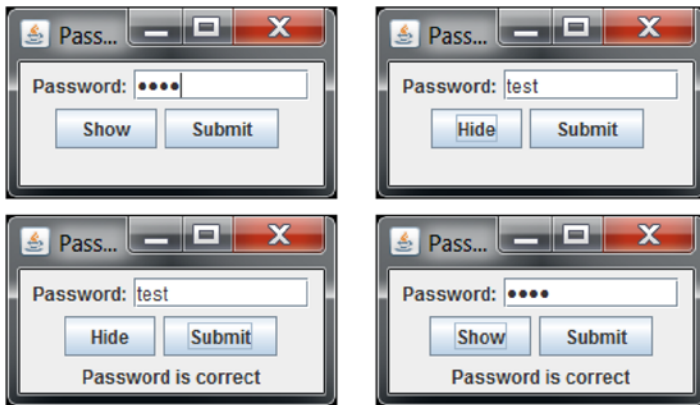 Pass...
Password: ••••
Show Submit
Pass...
Password: test
Hide Submit
Pass...
Password: test
Hide Submit
Password is correct
Pass...
Password: ••••
Show Submit
Password is correct